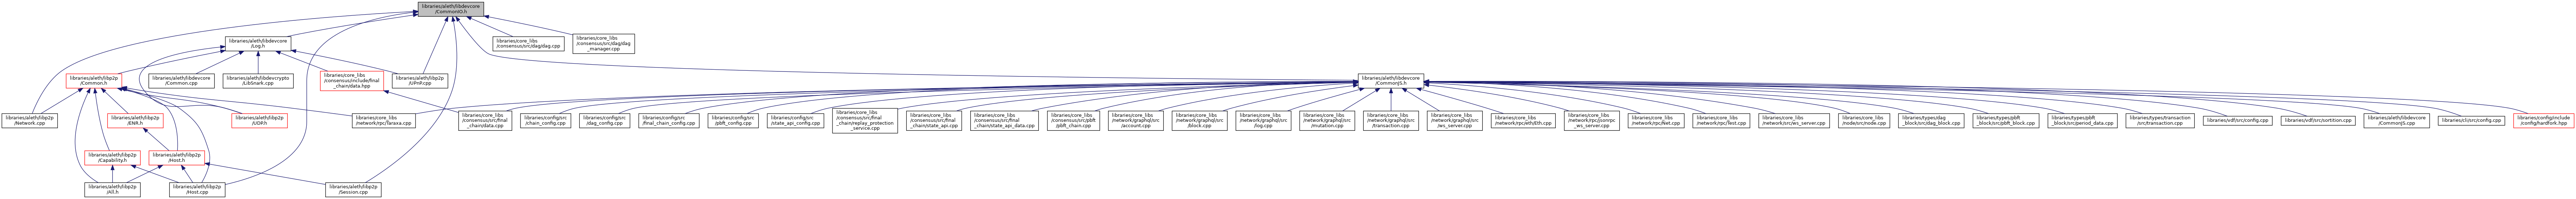 libraries/aleth/libdevcore
/CommonIO.h
libraries/aleth/libdevcore
/Log.h
libraries/core_libs
/consensus/src/dag/dag.cpp
libraries/core_libs
/consensus/src/dag/dag
_manager.cpp
libraries/aleth/libp2p
/Common.h
libraries/aleth/libdevcore
/Common.cpp
libraries/aleth/libdevcrypto
/LibSnark.cpp
libraries/core_libs
/consensus/include/final
_chain/data.hpp
libraries/aleth/libp2p
/UPnP.cpp
libraries/aleth/libdevcore
/CommonJS.h
libraries/aleth/libp2p
/Network.cpp
libraries/aleth/libp2p
/ENR.h
libraries/aleth/libp2p
/UDP.h
libraries/core_libs
/network/rpc/Taraxa.cpp
libraries/core_libs
/consensus/src/final
_chain/data.cpp
libraries/config/src
/chain_config.cpp
libraries/config/src
/dag_config.cpp
libraries/config/src
/final_chain_config.cpp
libraries/config/src
/pbft_config.cpp
libraries/config/src
/state_api_config.cpp
libraries/core_libs
/consensus/src/final
_chain/replay_protection
_service.cpp
libraries/core_libs
/consensus/src/final
_chain/state_api.cpp
libraries/core_libs
/consensus/src/final
_chain/state_api_data.cpp
libraries/core_libs
/consensus/src/pbft
/pbft_chain.cpp
libraries/core_libs
/network/graphql/src
/account.cpp
libraries/core_libs
/network/graphql/src
/block.cpp
libraries/core_libs
/network/graphql/src
/log.cpp
libraries/core_libs
/network/graphql/src
/mutation.cpp
libraries/core_libs
/network/graphql/src
/transaction.cpp
libraries/core_libs
/network/graphql/src
/ws_server.cpp
libraries/core_libs
/network/rpc/eth/Eth.cpp
libraries/core_libs
/network/rpc/jsonrpc
_ws_server.cpp
libraries/core_libs
/network/rpc/Net.cpp
libraries/core_libs
/network/rpc/Test.cpp
libraries/core_libs
/network/src/ws_server.cpp
libraries/core_libs
/node/src/node.cpp
libraries/types/dag
_block/src/dag_block.cpp
libraries/types/pbft
_block/src/pbft_block.cpp
libraries/types/pbft
_block/src/period_data.cpp
libraries/types/transaction
/src/transaction.cpp
libraries/vdf/src/config.cpp
libraries/vdf/src/sortition.cpp
libraries/aleth/libdevcore
/CommonJS.cpp
libraries/cli/src/config.cpp
libraries/config/include
/config/hardfork.hpp
libraries/aleth/libp2p
/Capability.h
libraries/aleth/libp2p
/Host.h
libraries/aleth/libp2p
/All.h
libraries/aleth/libp2p
/Host.cpp
libraries/aleth/libp2p
/Session.cpp